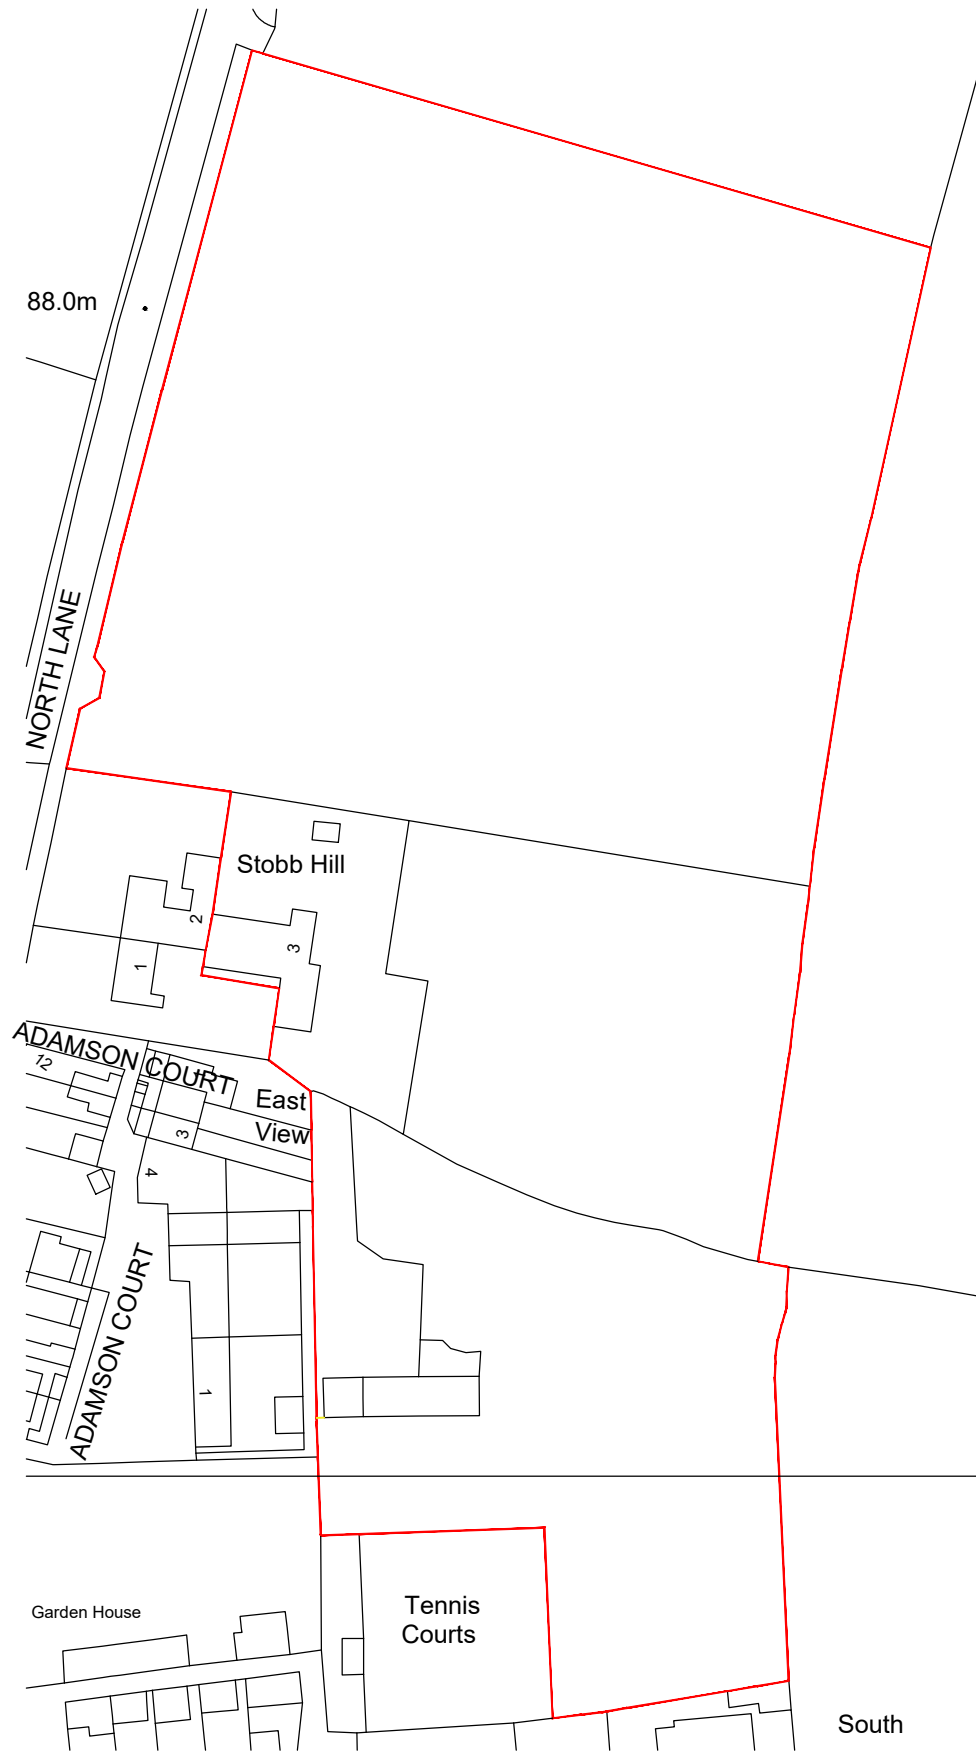 88.0m
NORTH LANE
Stobb Hill
2
3
1
ADAMSON COURT
12
East
View
3
4
ADAMSON COURT
1
Tennis
Courts
Garden House
South